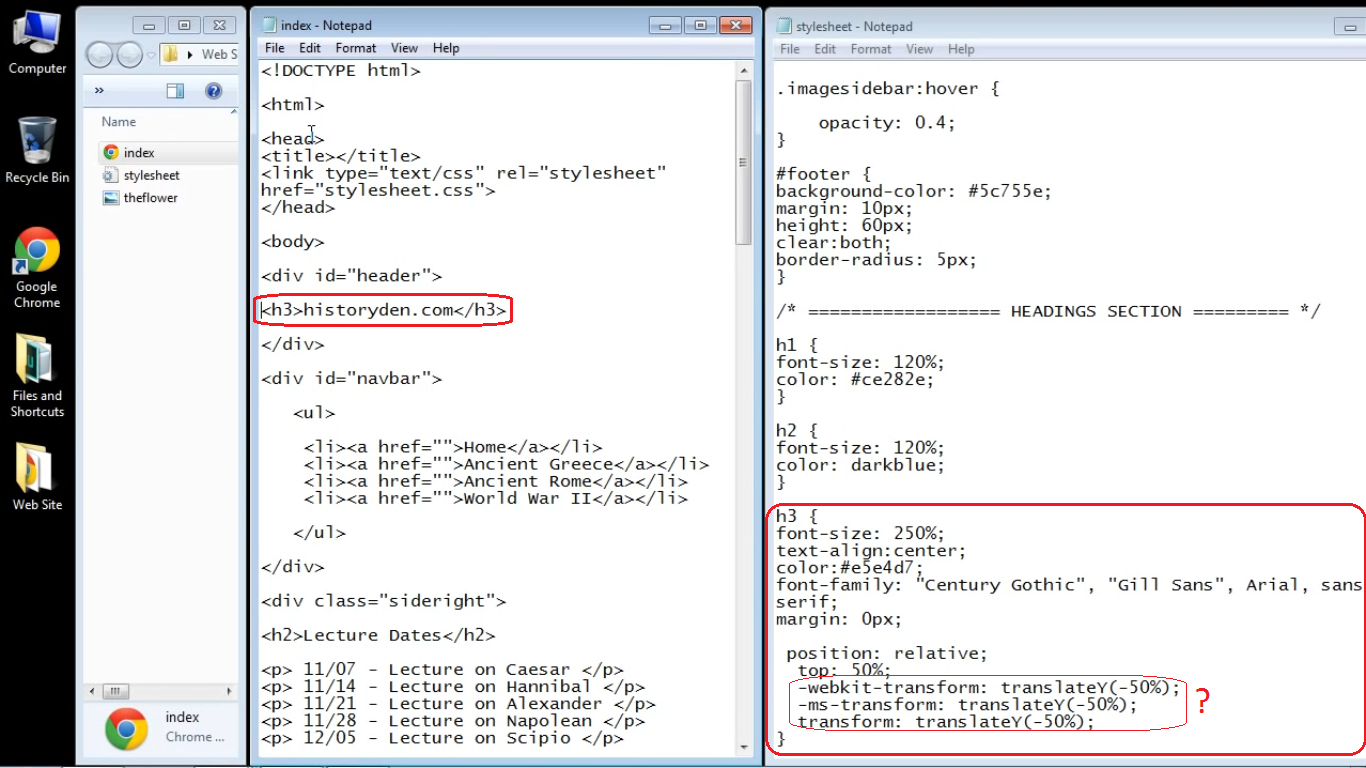 Computer
Recycle Bin
Google
Chrome
Files and
Shortcuts
Web Site
Web S
»
Name
index
stylesheet
theflower
index
Chrome ...
index - Notepad
File Edit Format View Help
<!DOCTYPE html>
<html>
<head>
<title></title>
<link type="text/css" rel="stylesheet"
href="stylesheet.css">
</head>
<body>
<div id="header">
<h3>historyden.com</h3>
</div>
<div id="navbar">
<ul>
<li><a href="">Home</a></li>
<li><a href="">Ancient Greece</a></li>
<li><a href="">Ancient Rome</a></li>
<li><a href="">World War II</a></li>
</ul>
</div>
<div class="sideright">
<h2>Lecture Dates</h2>
<p> 11/07 - Lecture on Caesar </p>
<p> 11/14 - Lecture on Hannibal </p>
<p> 11/21 - Lecture on Alexander </p>
<p> 11/28 - Lecture on Napolean </p>
<p> 12/05 - Lecture on Scipio </p>
stylesheet - Notepad
File Edit Format View Help
.imagesidebar:hover {
opacity: 0.4;
}
#footer {
background-color: #5c755e;
margin: 10px;
height: 60px;
clear:both;
border-radius: 5px;
}
/* ================== HEADINGS SECTION ========= */
h1 {
font-size: 120%;
color: #ce282e;
}
h2 {
font-size: 120%;
color: darkblue;
}
h3 {
font-size: 250%;
text-align:center;
color:#e5e4d7;
font-family: "Century Gothic", "Gill Sans", Arial, sans
serif;
margin: 0px;
position: relative;
top: 50%;
-webkit-transform: translateY(-50%);
-ms-transform: translateY(-50%);
transform: translateY(-50%);
}
?